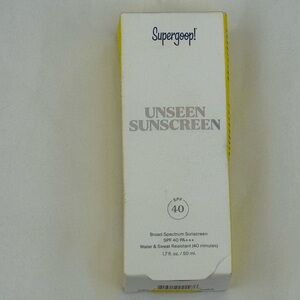 Supergoop!
UNSEEN
SUNSCREEN
SPF
40
Broad Spectrum Sunscreen
SPF 40 PA+++
Water & Sweat Resistant (40 minutes)
1.7 fl. oz. / 50 ml.